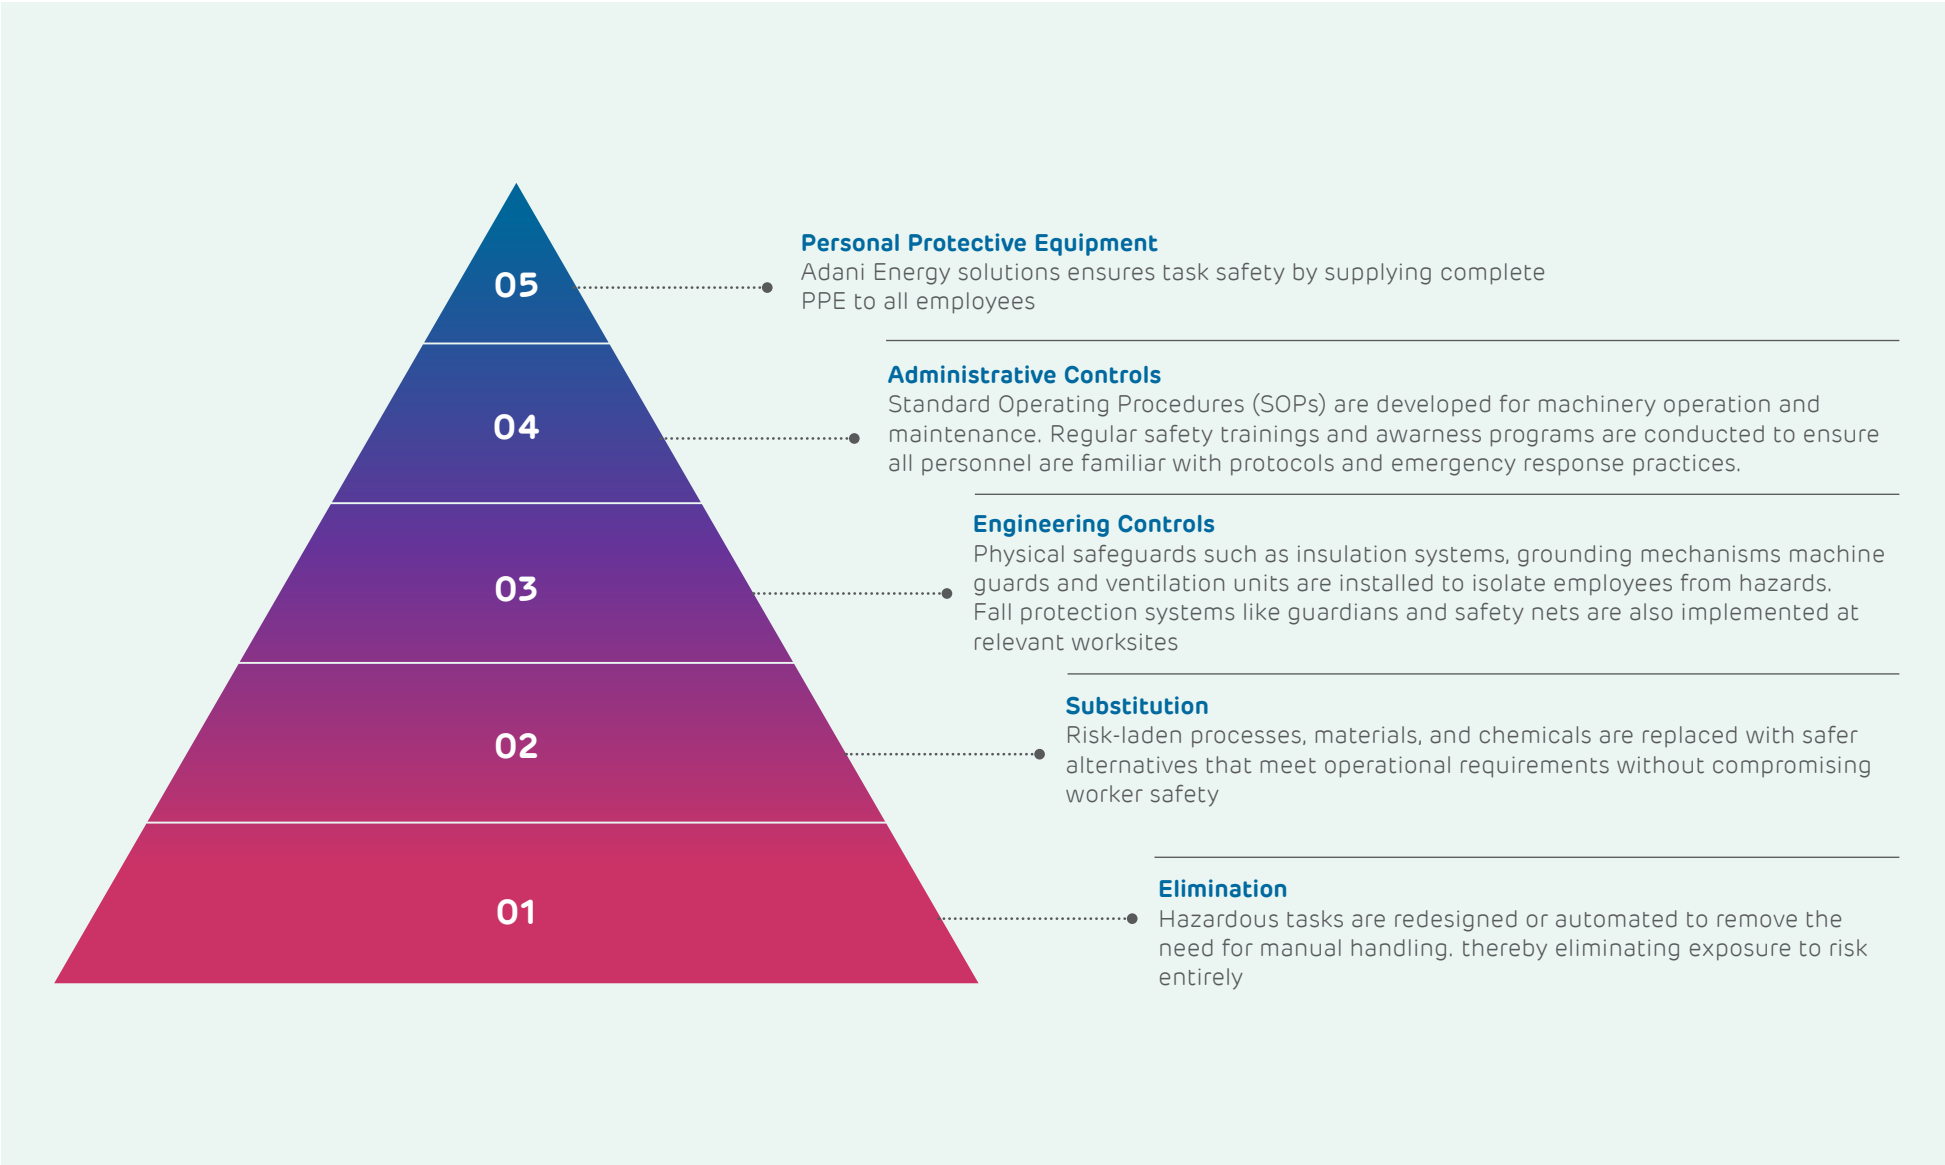 05
Personal Protective Equipment
Adani Energy solutions ensures task safety by supplying complete
PPE to all employees
04
Administrative Controls
Standard Operating Procedures (SOPs) are developed for machinery operation and
maintenance. Regular safety trainings and awarness programs are conducted to ensure
all personnel are familiar with protocols and emergency response practices.
03
Engineering Controls
Physical safeguards such as insulation systems, grounding mechanisms machine
guards and ventilation units are installed to isolate employees from hazards.
Fall protection systems like guardians and safety nets are also implemented at
relevant worksites
02
Substitution
Risk-laden processes, materials, and chemicals are replaced with safer
alternatives that meet operational requirements without compromising
worker safety
01
Elimination
Hazardous tasks are redesigned or automated to remove the
need for manual handling. thereby eliminating exposure to risk
entirely